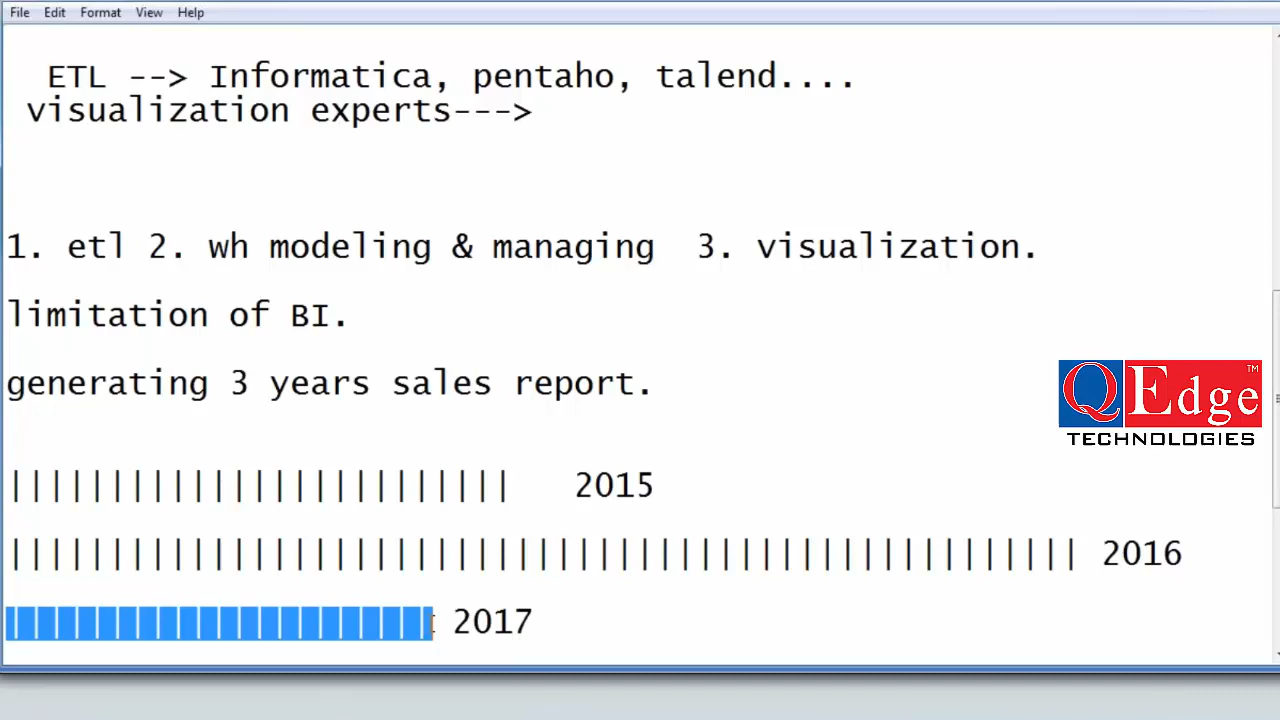 File Edit Format View Help
ETL --> Informatica, pentaho, talend....
visualization experts--->
1. etl 2. wh modeling & managing 3. visualization.
limitation of BI.
generating 3 years sales report.
QEdge™
TECHNOLOGIES
||||||||||||||||||||||||| 2015
||||||||||||||||||||||||||||||||||||||||||||||||||||| 2016
||||||||||||||||||||| 2017